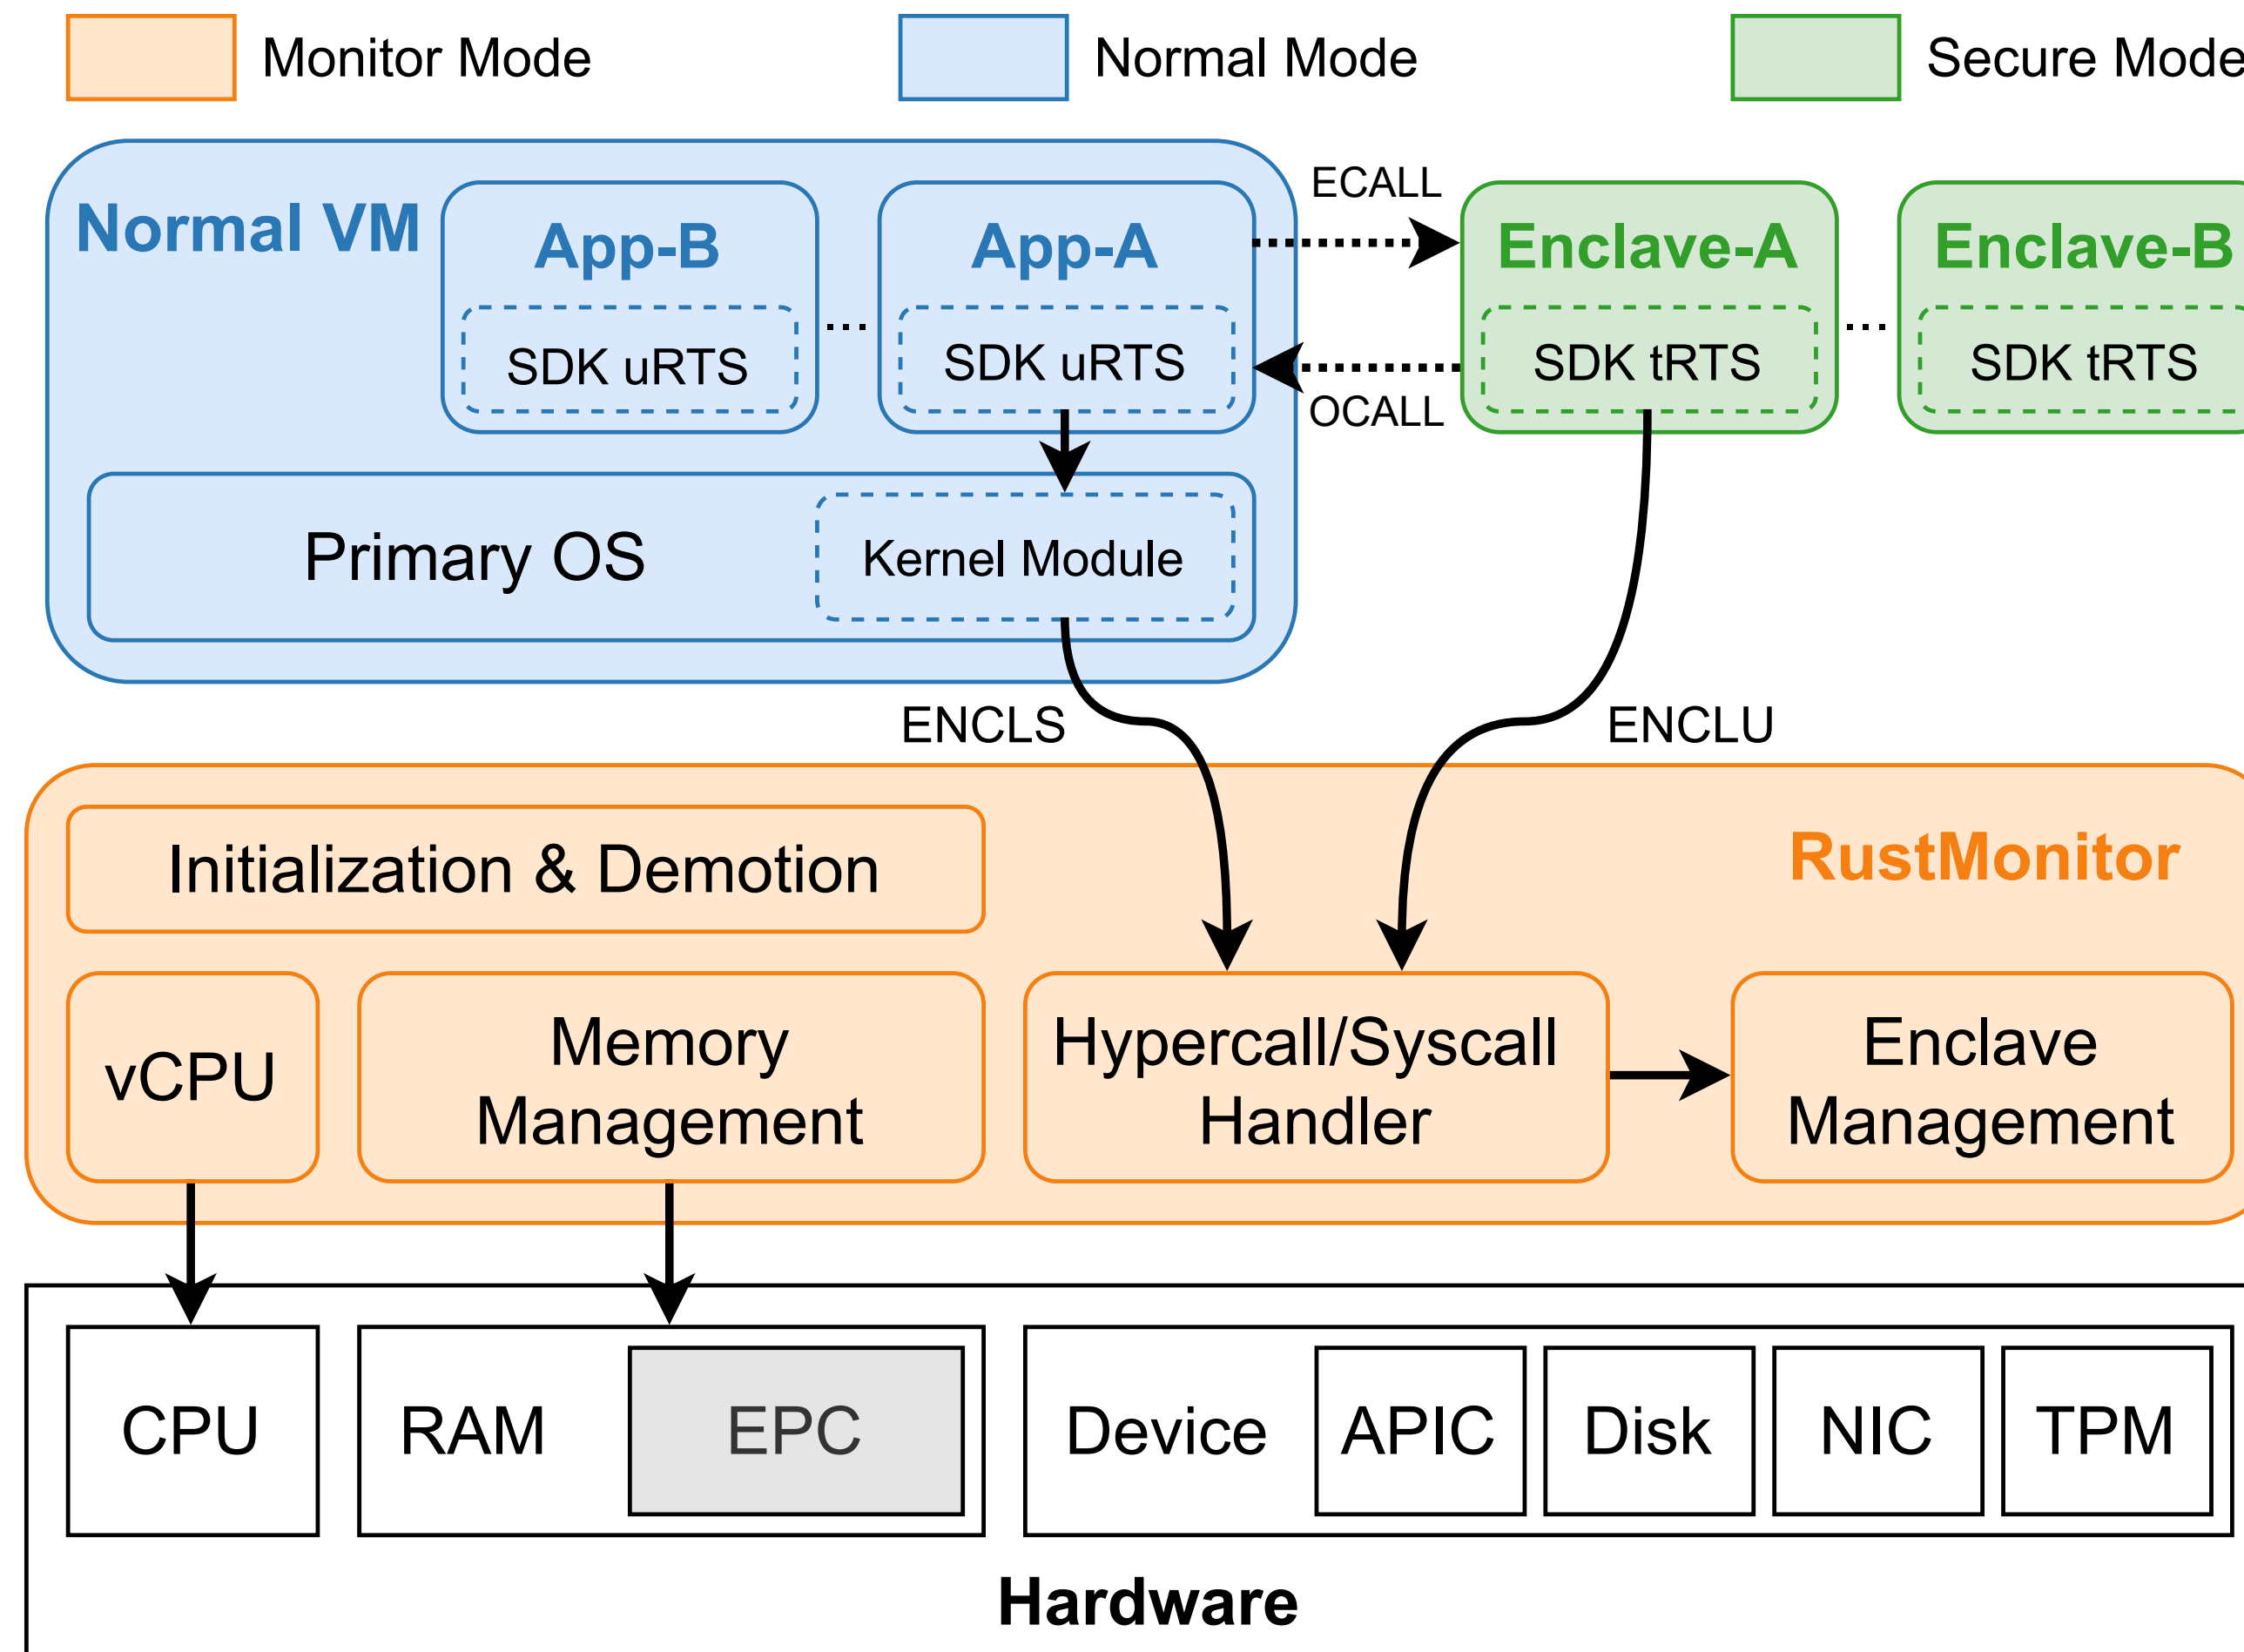 Monitor Mode
Normal Mode
Secure Mode
Normal VM
App-B
SDK uRTS
App-A
SDK uRTS
ECALL
OCALL
Enclave-A
SDK tRTS
Enclave-B
SDK tRTS
Primary OS
Kernel Module
ENCLS
ENCLU
Initialization & Demotion
RustMonitor
vCPU
Memory
Management
Hypercall/Syscall
Handler
Enclave
Management
CPU
RAM
EPC
Device
APIC
Disk
NIC
TPM
Hardware